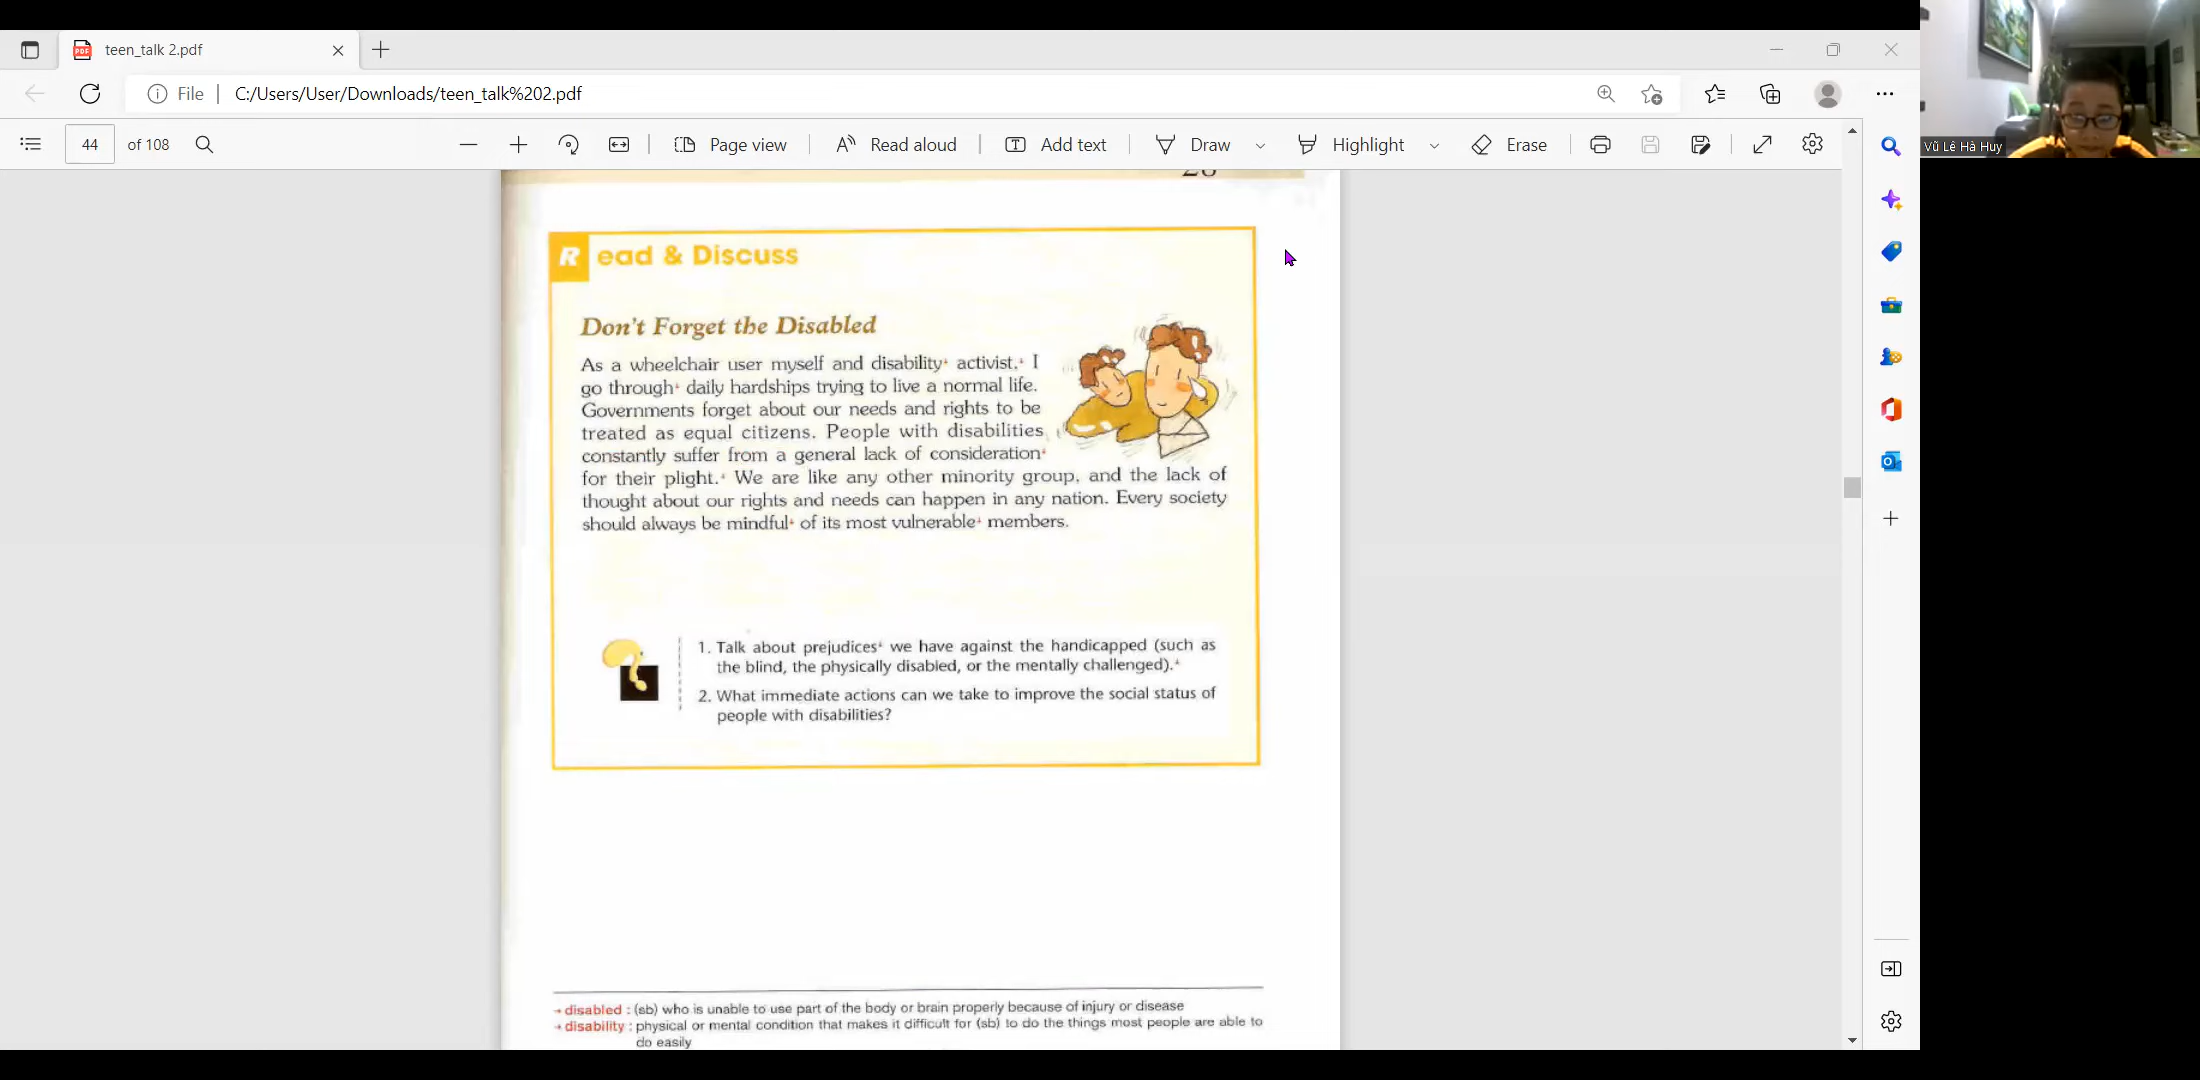 teen_talk 2.pdf
File
C:/Users/User/Downloads/teen_talk%202.pdf
44 of 108
Page view
Read aloud
Add text
Draw
Highlight
Erase
Vũ Lê Hà Huy
Read & Discuss
Don't Forget the Disabled
As a wheelchair user myself and disability activist, I
go through daily hardships trying to live a normal life.
Governments forget about our needs and rights to be
treated as equal citizens. People with disabilities
constantly suffer from a general lack of consideration
for their plight. We are like any other minority group, and the lack of
thought about our rights and needs can happen in any nation. Every society
should always be mindful of its most vulnerable members.
1. Talk about prejudices we have against the handicapped (such as
the blind, the physically disabled, or the mentally challenged).
2. What immediate actions can we take to improve the social status of
people with disabilities?
disabled : (sb) who is unable to use part of the body or brain properly because of injury or disease
disability : physical or mental condition that makes it difficult for (sb) to do the things most people are able to
do easily